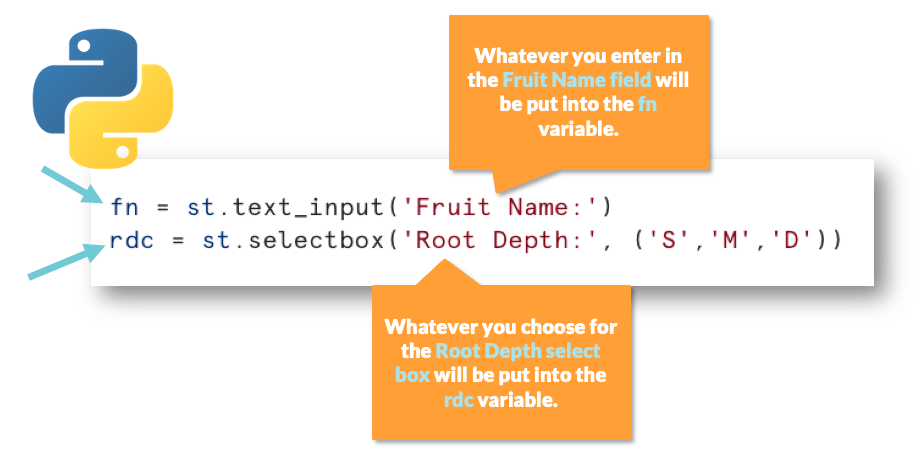 Whatever you enter in
the Fruit Name field will
be put into the fn
variable.
fn = st.text_input('Fruit Name:')
rdc = st.selectbox('Root Depth:', ('S','M','D'))
Whatever you choose for
the Root Depth select
box will be put into the
rdc variable.